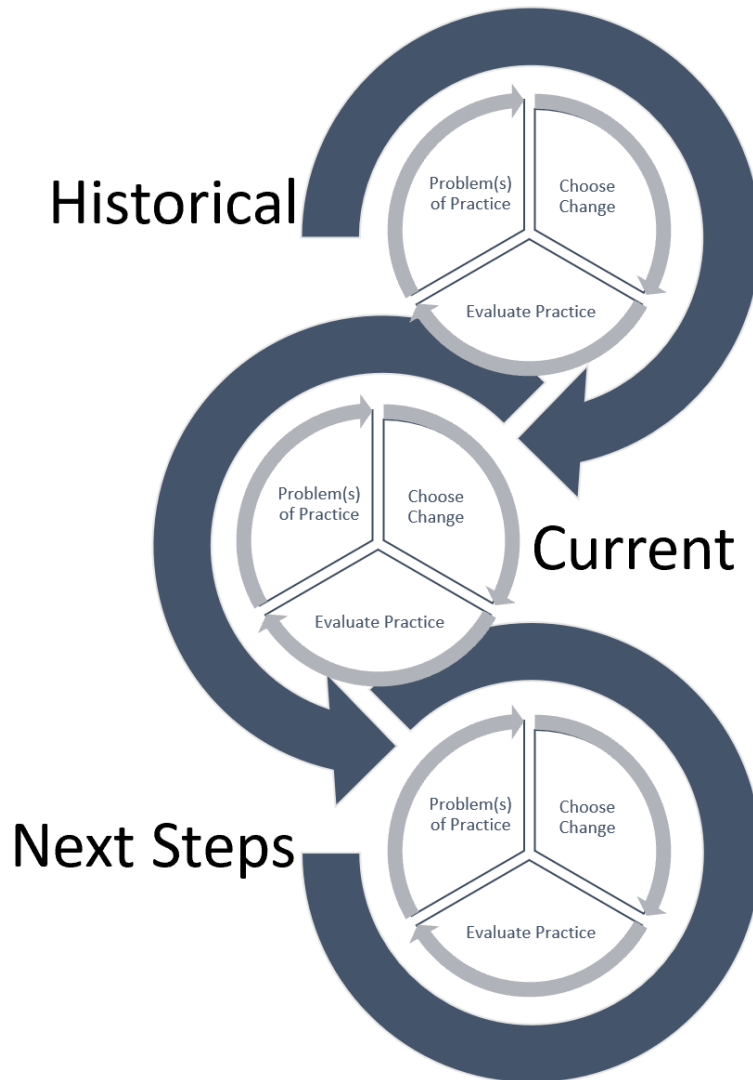 Historical
Problem(s)
of Practice
Choose
Change
Evaluate Practice
Current
Problem(s)
of Practice
Choose
Change
Evaluate Practice
Next Steps
Problem(s)
of Practice
Choose
Change
Evaluate Practice